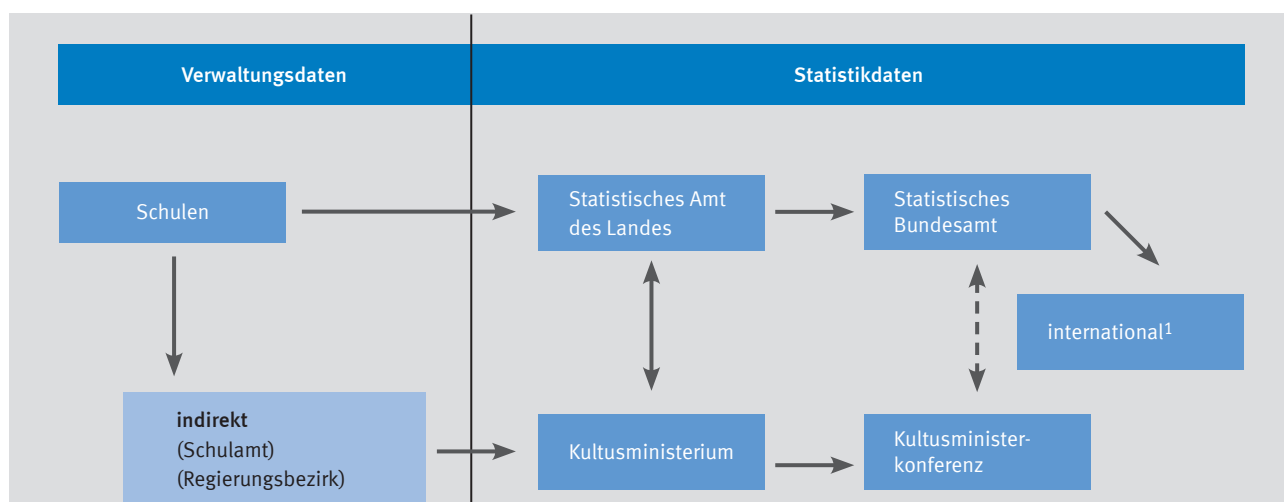 Verwaltungsdaten
Statistikdaten
Schulen
Statistisches Amt
des Landes
Statistisches
Bundesamt
international¹
indirekt
(Schulamt)
(Regierungsbezirk)
Kultusministerium
Kultusminister-
konferenz